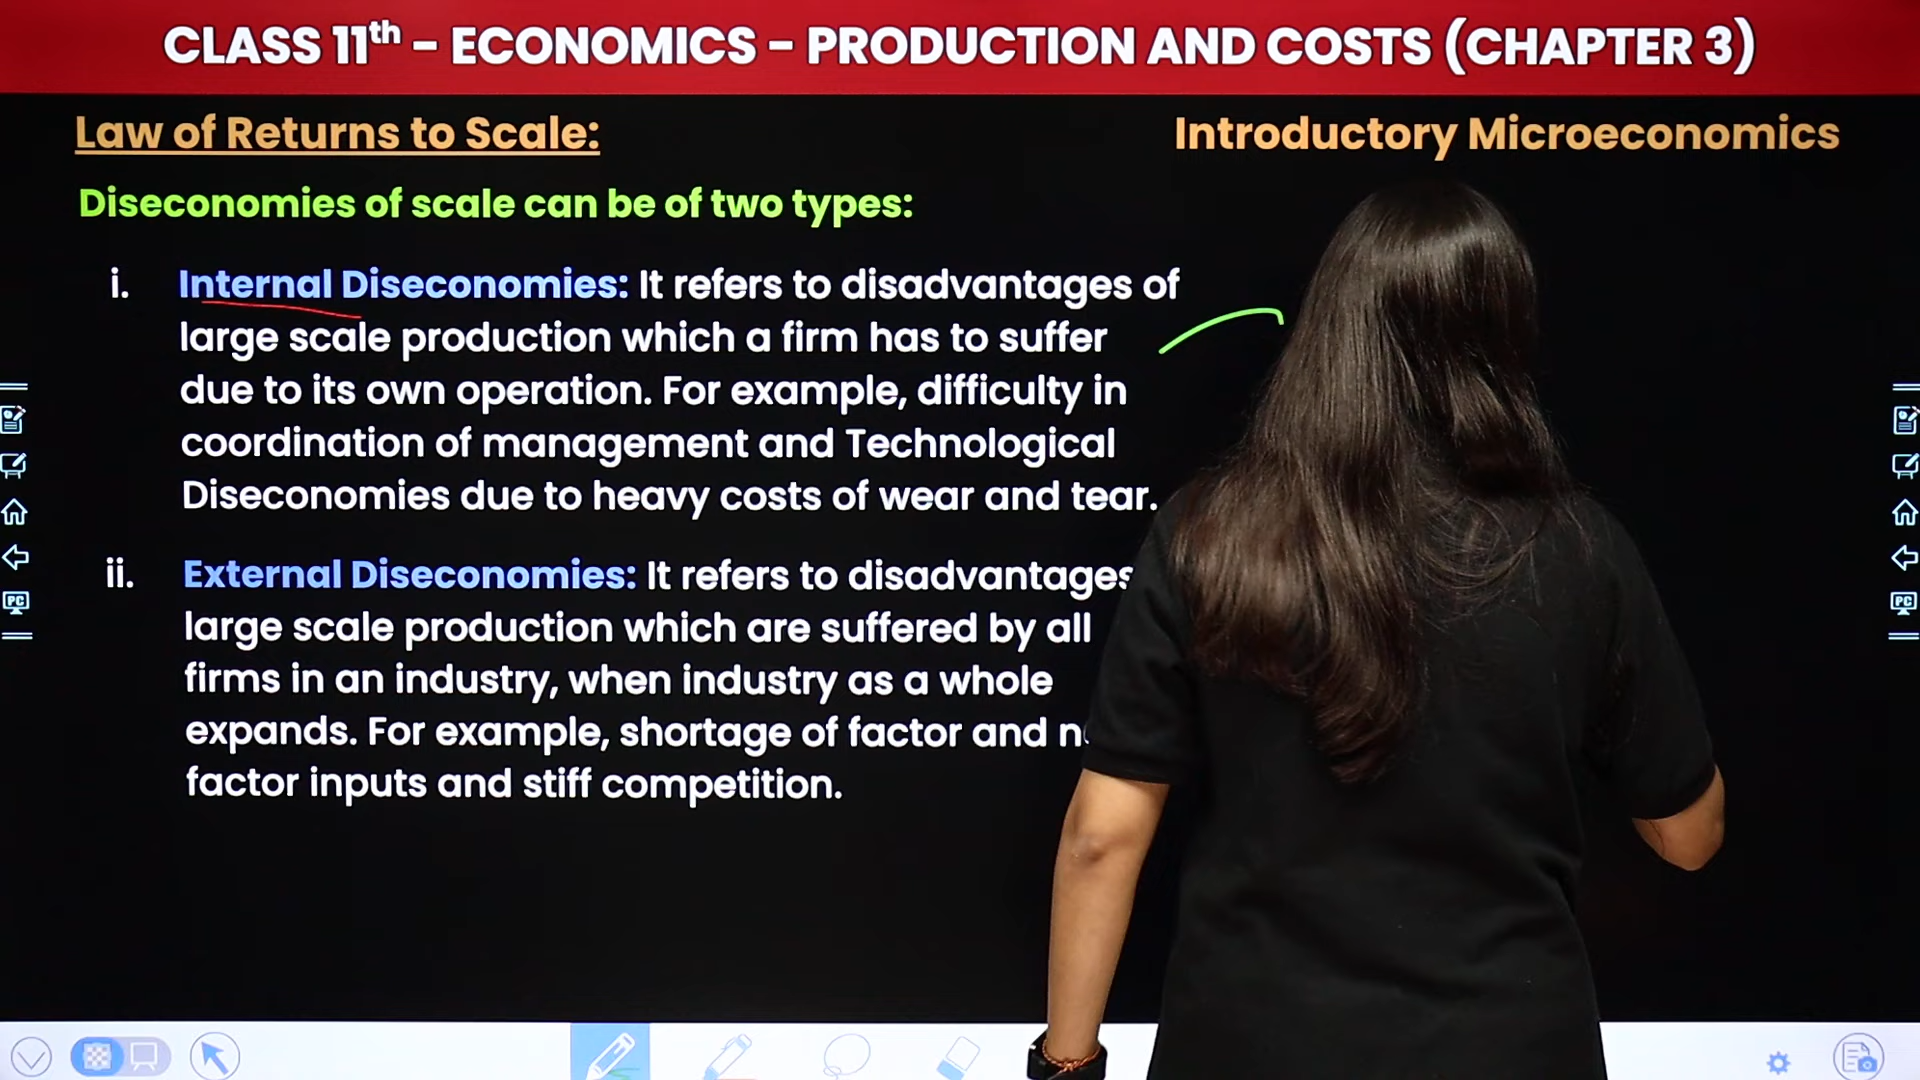 CLASS 11th - ECONOMICS - PRODUCTION AND COSTS (CHAPTER 3)
Law of Returns to Scale:
Introductory Microeconomics
Diseconomies of scale can be of two types:
i. Internal Diseconomies: It refers to disadvantages of
large scale production which a firm has to suffer
due to its own operation. For example, difficulty in
coordination of management and Technological
Diseconomies due to heavy costs of wear and tear.
ii. External Diseconomies: It refers to disadvantages
large scale production which are suffered by all
firms in an industry, when industry as a whole
expands. For example, shortage of factor and
factor inputs and stiff competition.
PC
PC